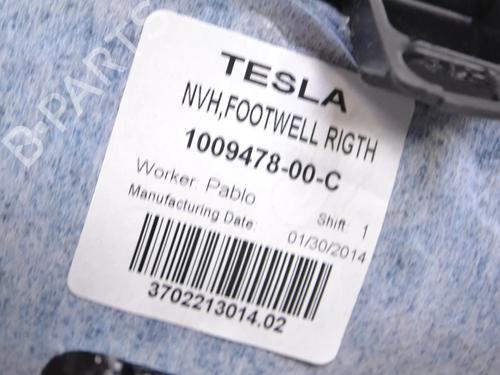 B-PARTS
TESLA
NVH,FOOTWELL RIGTH
1009478-00-C
Worker: Pablo
Shift: 1
Manufacturing Date: 01/30/2014
3702213014.02